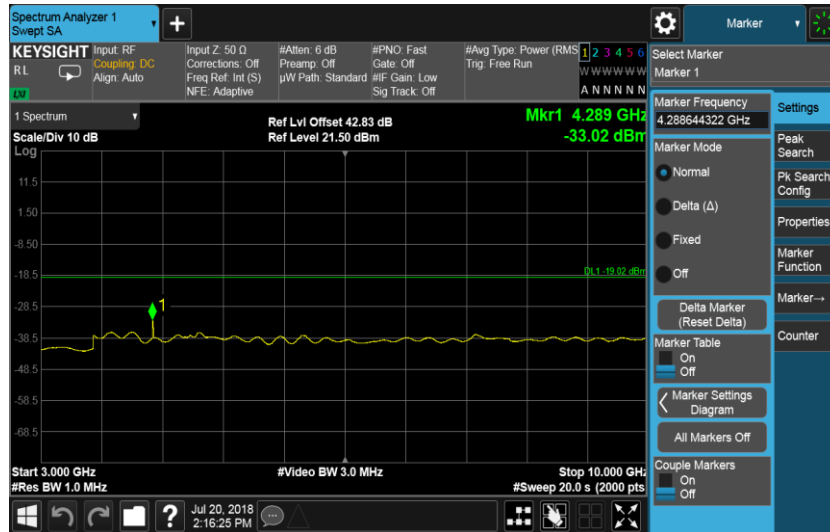 Spectrum Analyzer 1
Swept SA
Marker
KEYSIGHT
RL
LXI
Input: RF
Coupling: DC
Align: Auto
Input Z: 50 Ω
Corrections: Off
Freq Ref: Int (S)
NFE: Adaptive
#Atten: 6 dB
Preamp: Off
µW Path: Standard
#PNO: Fast
Gate: Off
#IF Gain: Low
Sig Track: Off
#Avg Type: Power (RMS
Trig: Free Run
1 2 3 4 5 6
W W W W W W
A N N N N N
Select Marker
Marker 1
1 Spectrum
Scale/Div 10 dB
Log
Ref Lvl Offset 42.83 dB
Ref Level 21.50 dBm
Mkr1 4.289 GHz
-33.02 dBm
11.5
1.50
-8.50
-18.5
-28.5
-38.5
-48.5
-58.5
-68.5
DL1 -19.02 dBm
1
Start 3.000 GHz
#Res BW 1.0 MHz
#Video BW 3.0 MHz
Stop 10.000 GHz
#Sweep 20.0 s (2000 pts
Marker Frequency
4.288644322 GHz
Marker Mode
Normal
Delta (Δ)
Fixed
Off
Delta Marker
(Reset Delta)
Marker Table
On
Off
Marker Settings
Diagram
All Markers Off
Couple Markers
On
Off
Settings
Peak
Search
Pk Search
Config
Properties
Marker
Function
Marker→
Counter
?
Jul 20, 2018
2:16:25 PM